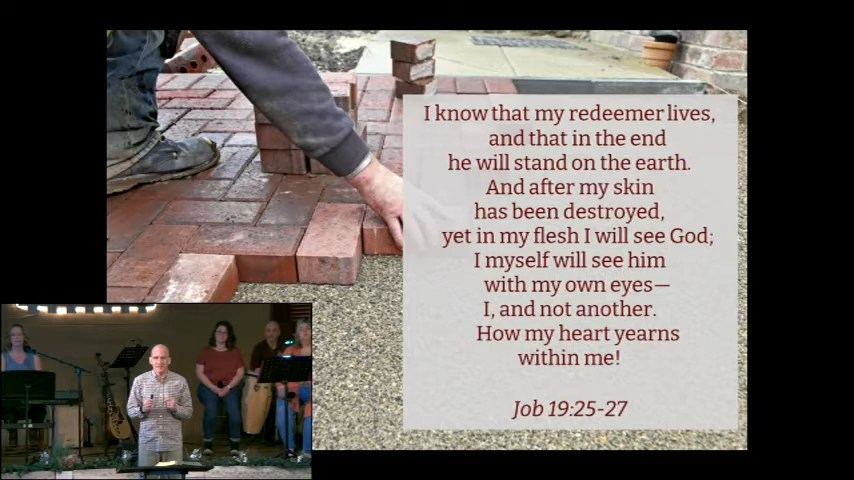 I know that my redeemer lives,
and that in the end
he will stand on the earth.
And after my skin
has been destroyed,
yet in my flesh I will see God;
I myself will see him
with my own eyes—
I, and not another.
How my heart yearns
within me!
Job 19:25-27